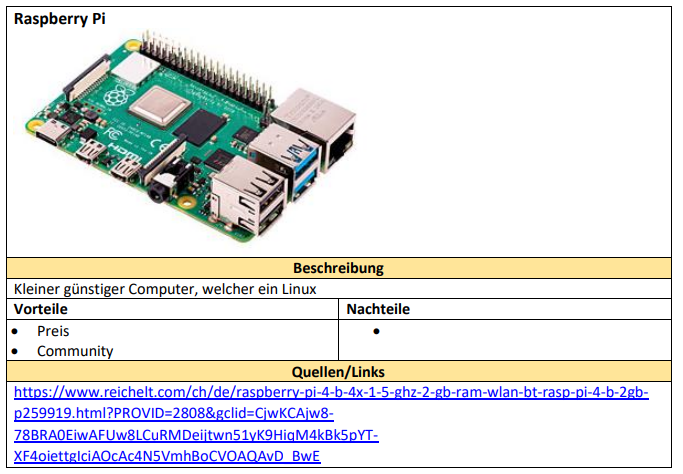 Raspberry Pi
HDMI
Beschreibung
Kleiner günstiger Computer, welcher ein Linux
Vorteile
Nachteile
• Preis
• Community
•
Quellen/Links
https://www.reichelt.com/ch/de/raspberry-pi-4-b-4x-1-5-ghz-2-gb-ram-wlan-bt-rasp-pi-4-b-2gb-
p259919.html?PROVID=2808&gclid=CjwKCAjw8-
78BRA0EiwAFUw8LCuRMDeijtwn51yK9HiqM4kBk5pYT-
XF4oiettgIciAOcAc4N5VmhBoCVOAQAvD_BwE